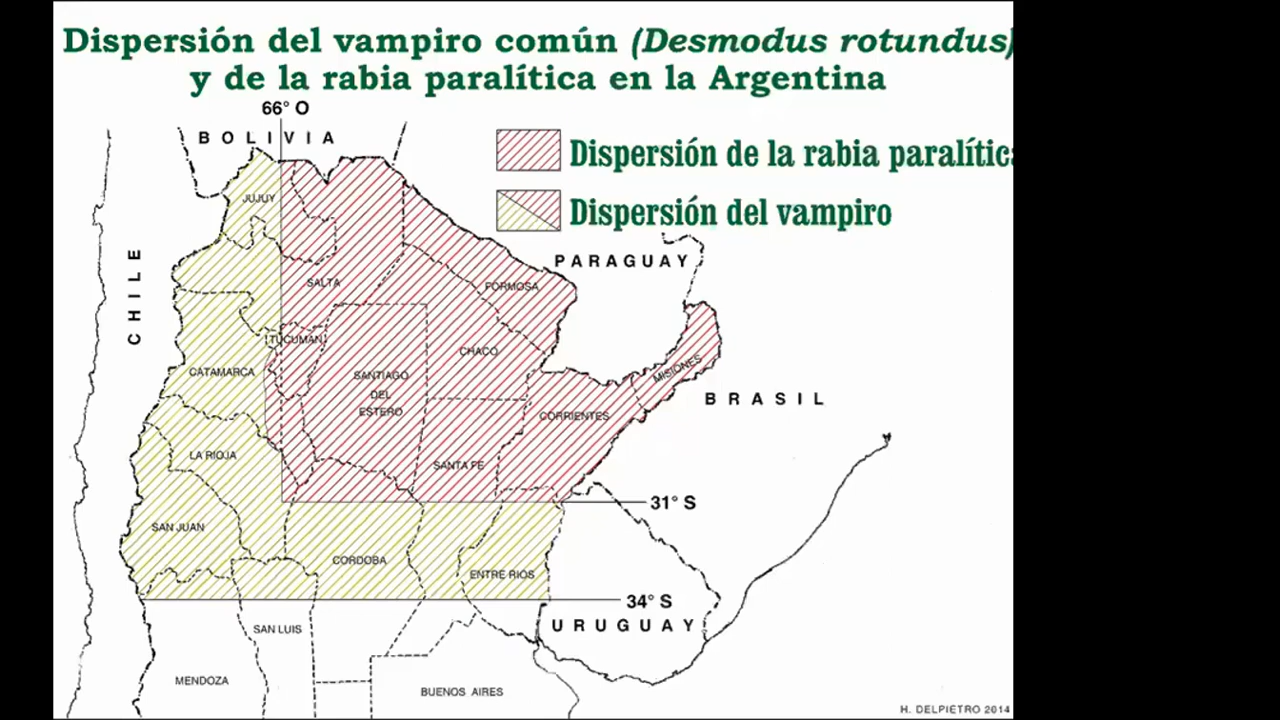 Dispersión del vampiro común (Desmodus rotundus)
y de la rabia paralítica en la Argentina
66° O
BOLIVIA
Dispersión de la rabia paralítica
Dispersión del vampiro
JUJUY
CHILE
PARAGUAY
SALTA
FORMOSA
TUCUMAN
CHACO
CATAMARCA
MISIONES
SANTIAGO
DEL
ESTERO
BRASIL
CORRIENTES
LA RIOJA
SANTA FE
31° S
SAN JUAN
CORDOBA
ENTRE RIOS
34° S
SAN LUIS
URUGUAY
MENDOZA
BUENOS AIRES
H. DELPIETRO 2014